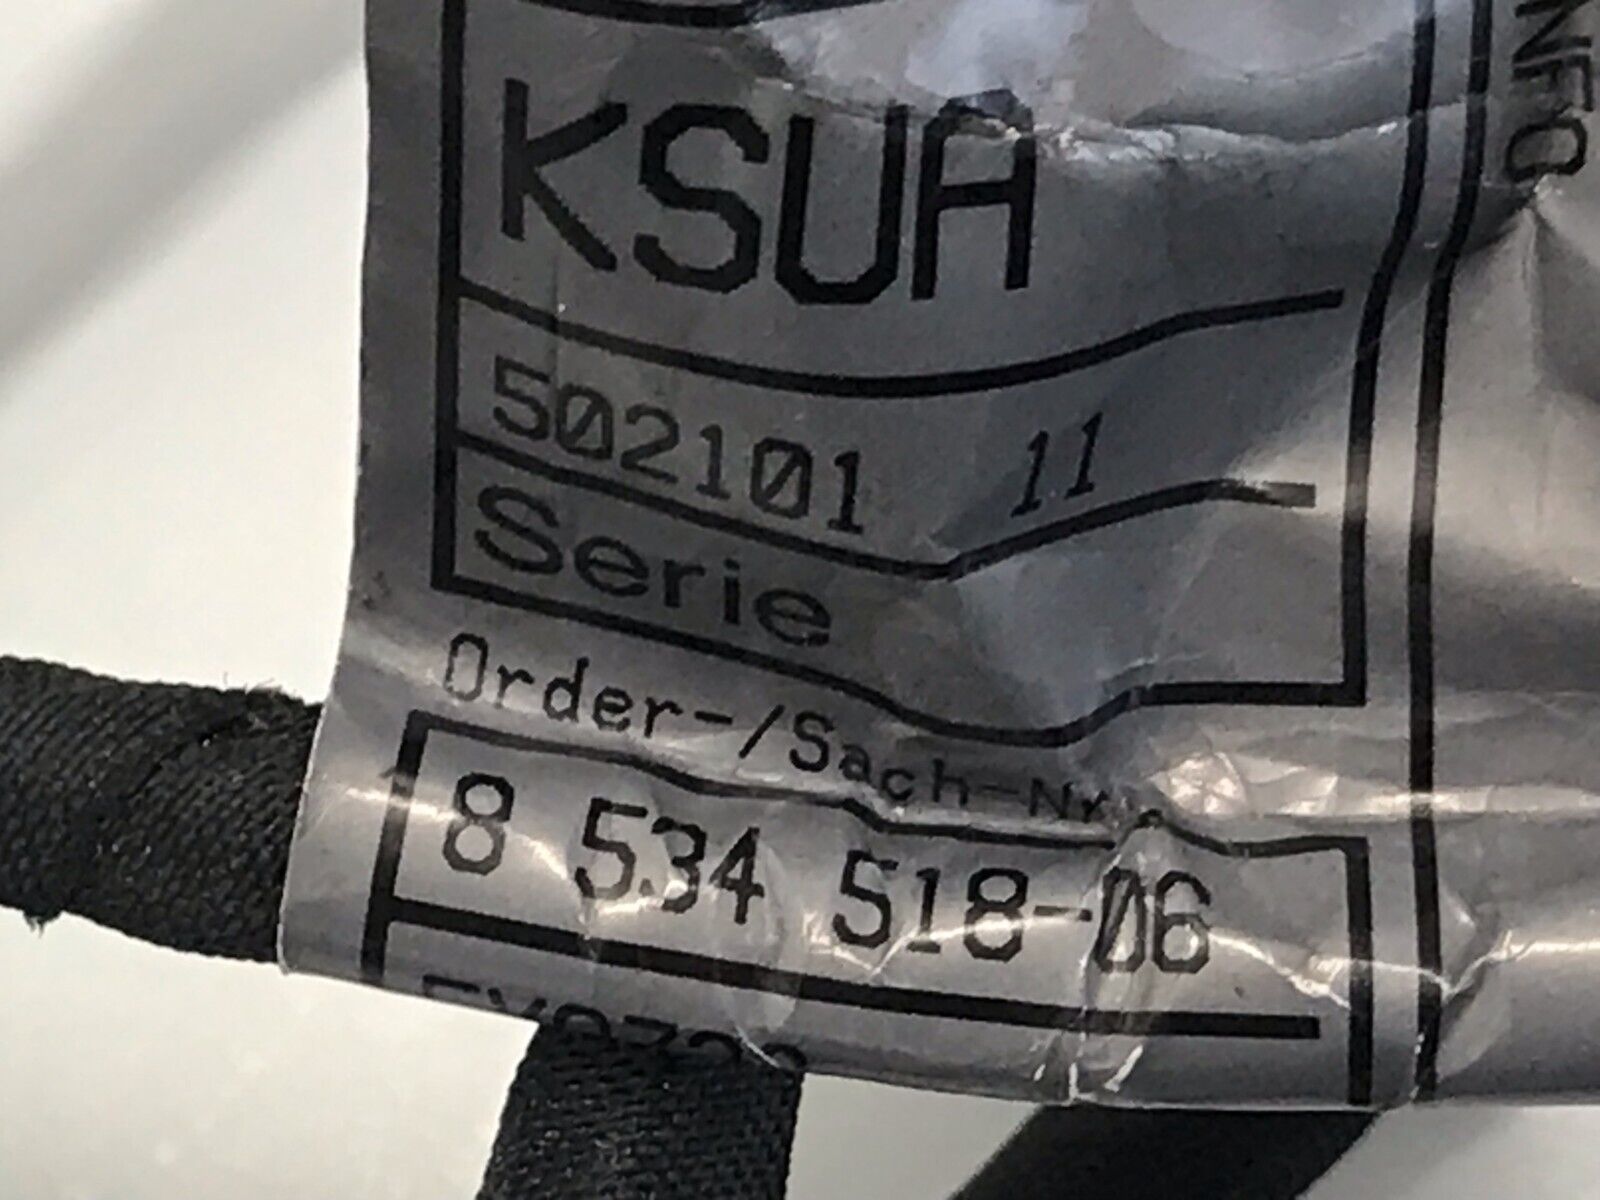 KSUA
502101 11
Serie
Order-/Sach-Nr.
8 534 518-06